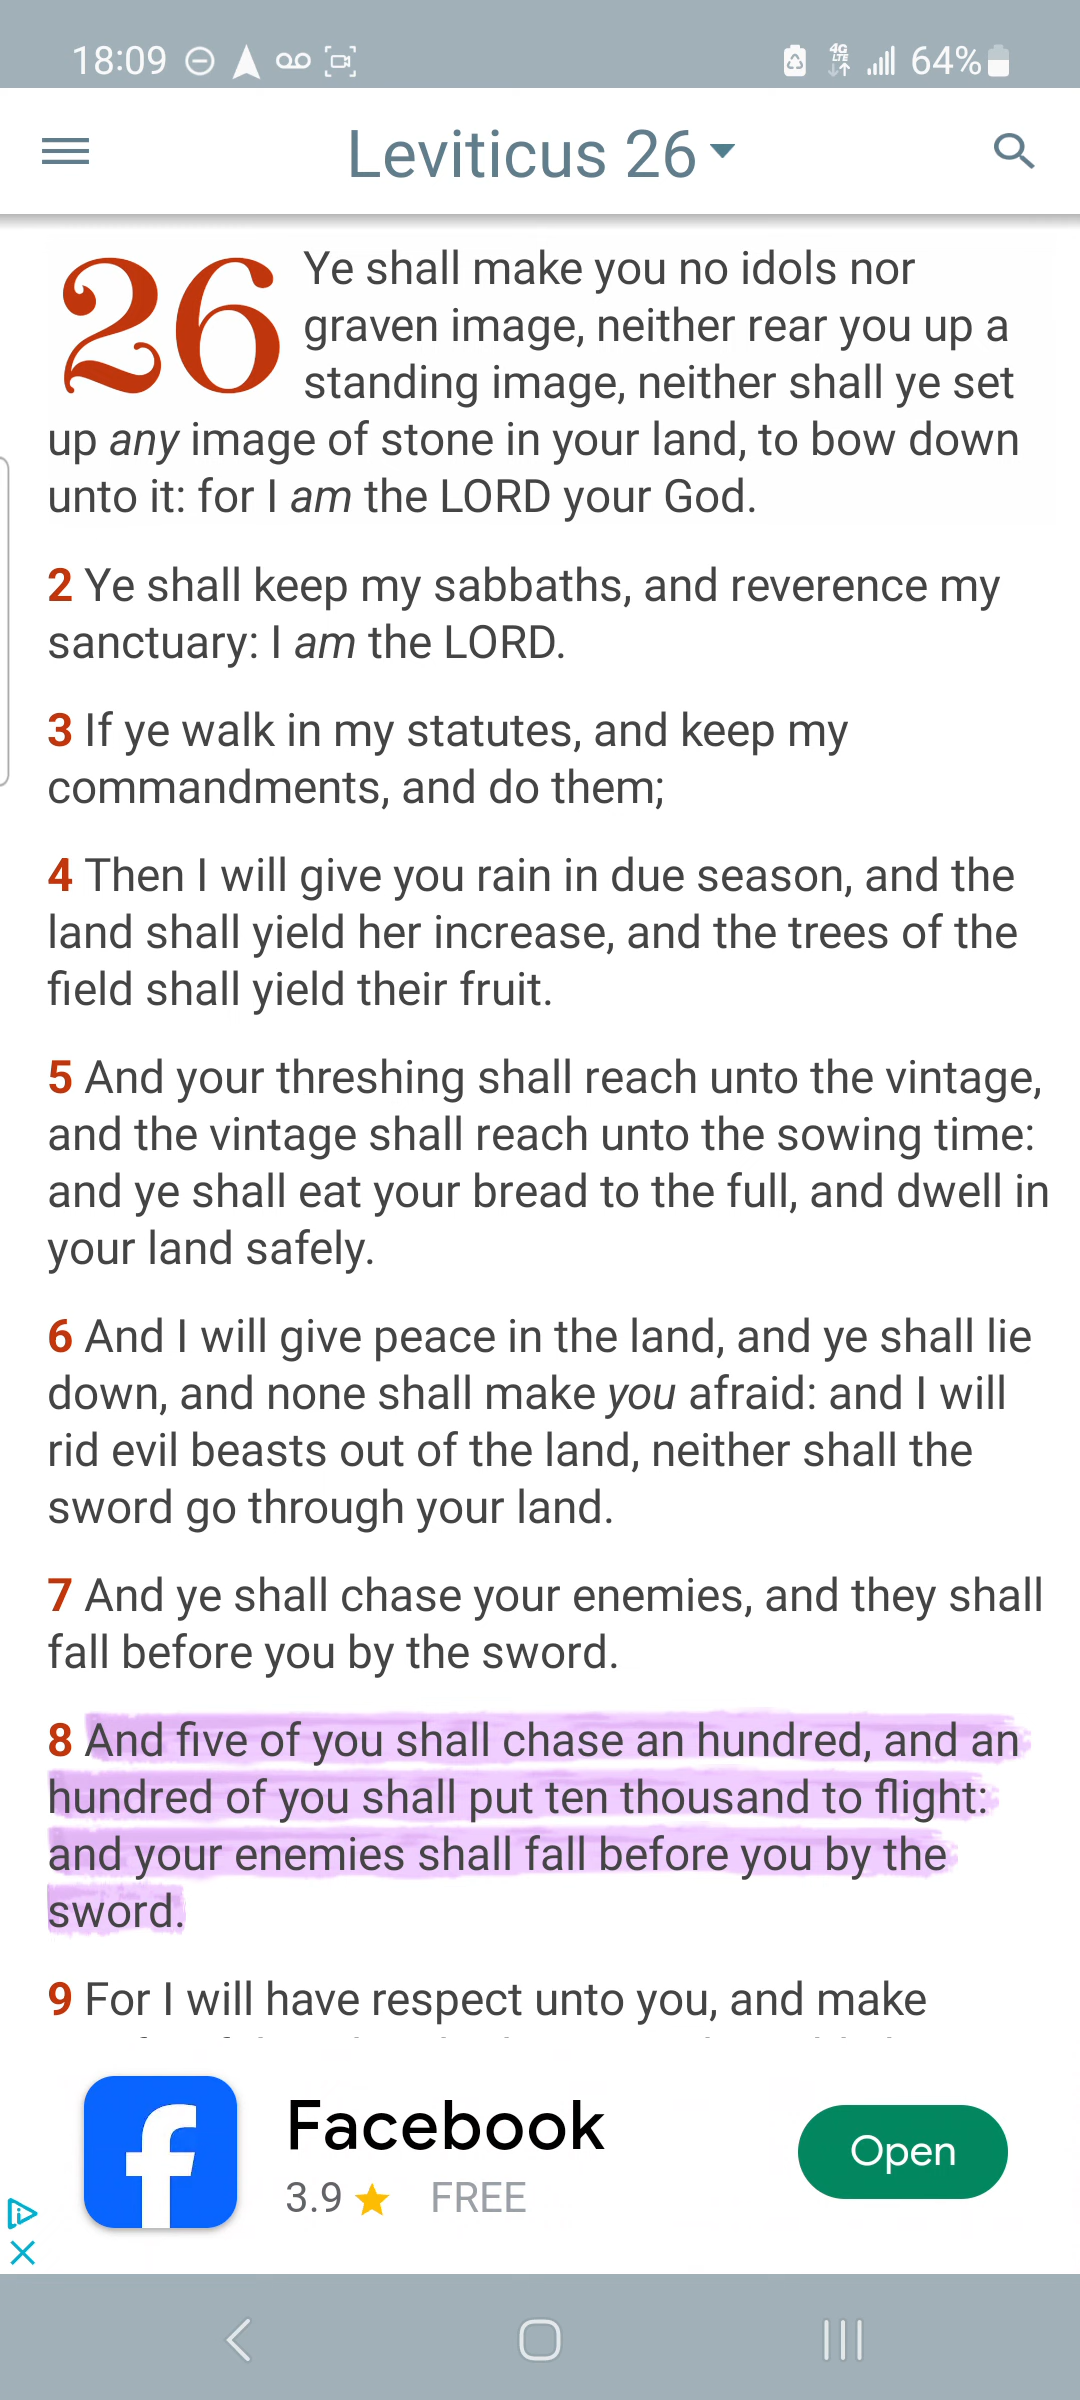 18:09
4G
LTE
64%
Leviticus 26
26
Ye shall make you no idols nor
graven image, neither rear you up a
standing image, neither shall ye set
up any image of stone in your land, to bow down
unto it: for I am the LORD your God.
2 Ye shall keep my sabbaths, and reverence my
sanctuary: I am the LORD.
3 If ye walk in my statutes, and keep my
commandments, and do them;
4 Then I will give you rain in due season, and the
land shall yield her increase, and the trees of the
field shall yield their fruit.
5 And your threshing shall reach unto the vintage,
and the vintage shall reach unto the sowing time:
and ye shall eat your bread to the full, and dwell in
your land safely.
6 And I will give peace in the land, and ye shall lie
down, and none shall make you afraid: and I will
rid evil beasts out of the land, neither shall the
sword go through your land.
7 And ye shall chase your enemies, and they shall
fall before you by the sword.
8 And five of you shall chase an hundred, and an
hundred of you shall put ten thousand to flight:
and your enemies shall fall before you by the
sword.
9 For I will have respect unto you, and make
Facebook
3.9 ★ FREE
Open